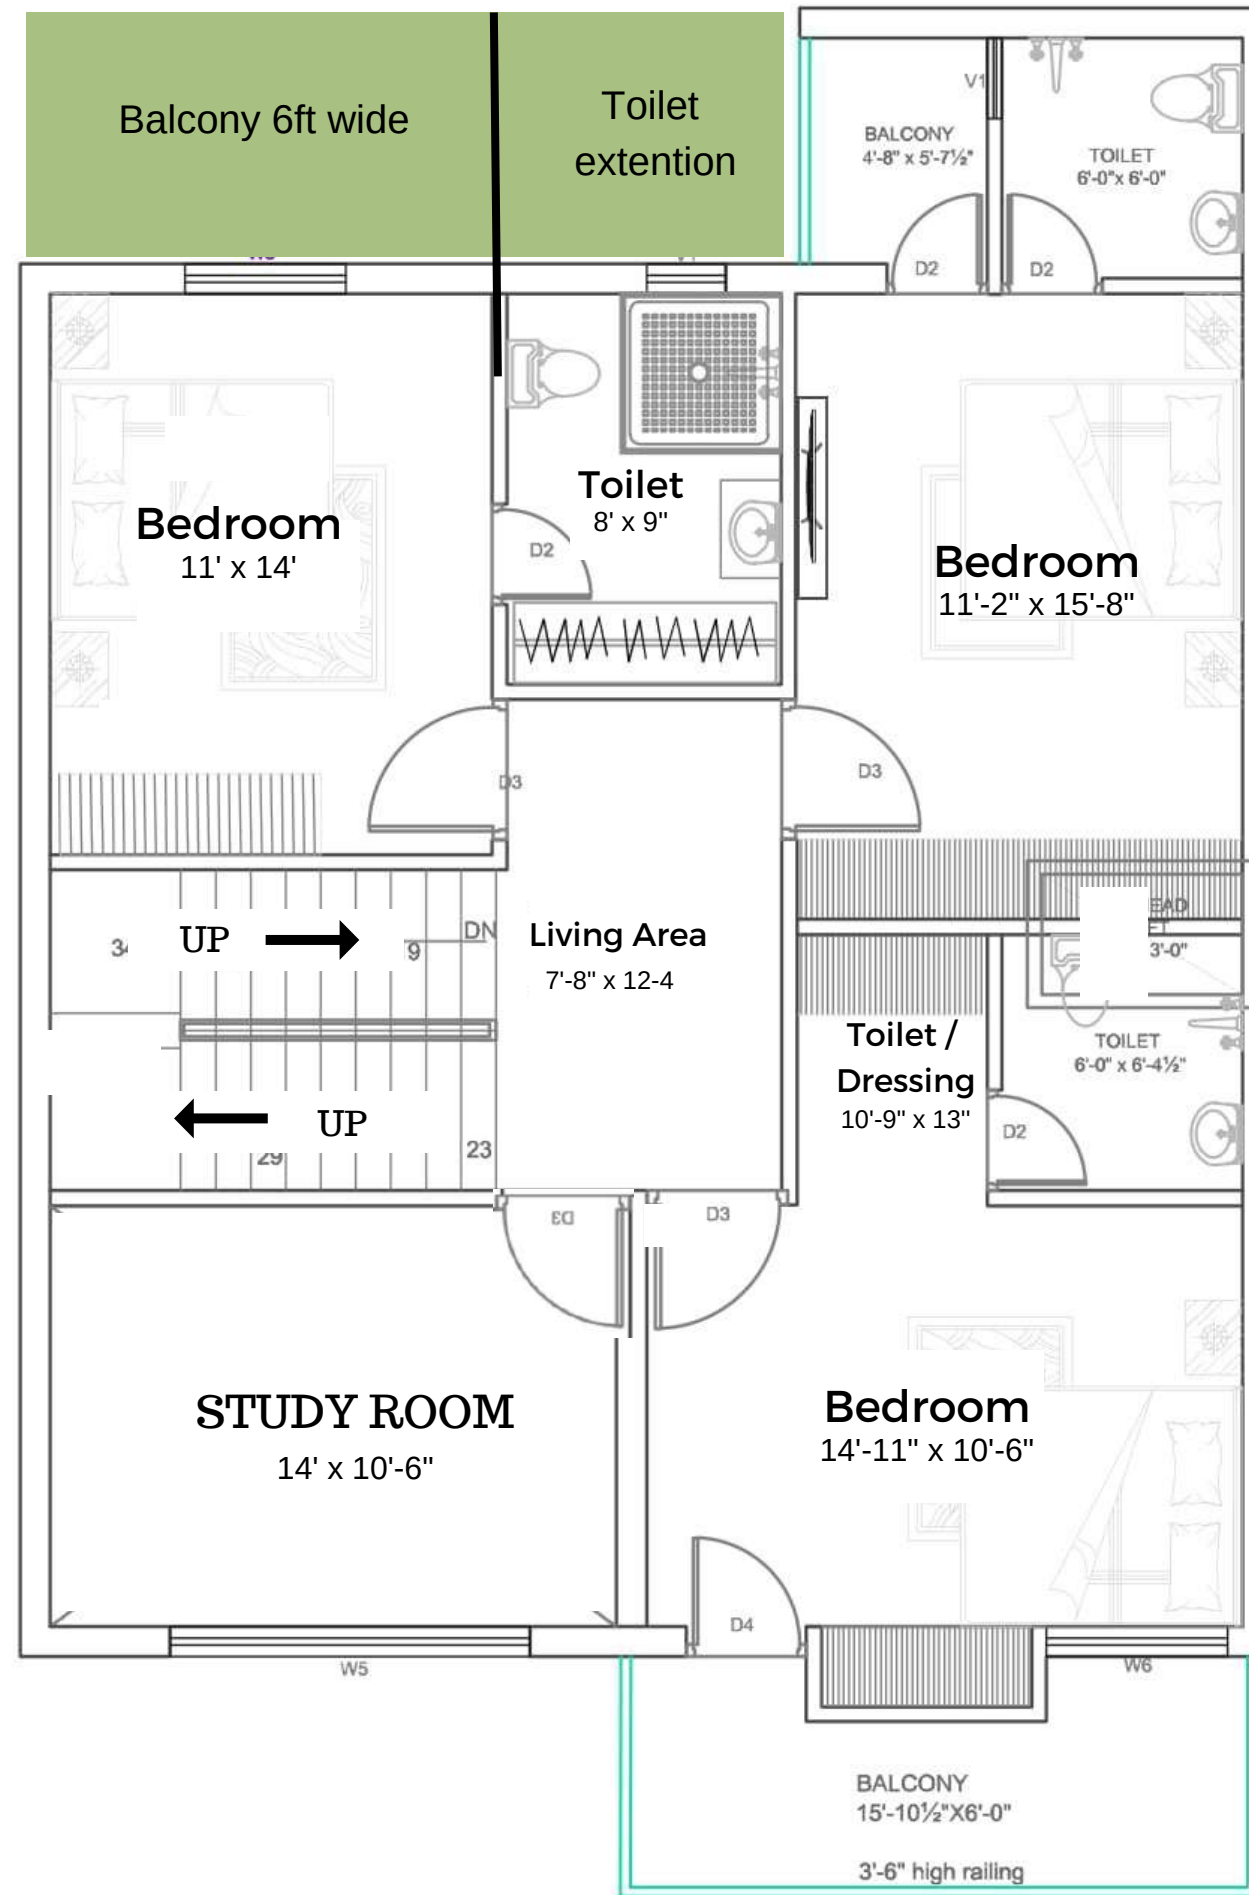 Balcony 6ft wide
Toilet
extention
V1
BALCONY
4'-8" x 5'-7½"
TOILET
6'-0"x 6'-0"
D2
D2
Toilet
8' x 9"
D2
Bedroom
11' x 14'
Bedroom
11'-2" x 15'-8"
D3
D3
UP
9
DN
Living Area
7'-8" x 12-4
EAD
FT
3'-0"
Toilet /
Dressing
10'-9" x 13"
TOILET
6'-0" x 6'-4½"
D2
UP
29
23
D3
D3
STUDY ROOM
14' x 10'-6"
Bedroom
14'-11" x 10'-6"
D4
W5
W6
BALCONY
15'-10½"X6'-0"
3'-6" high railing